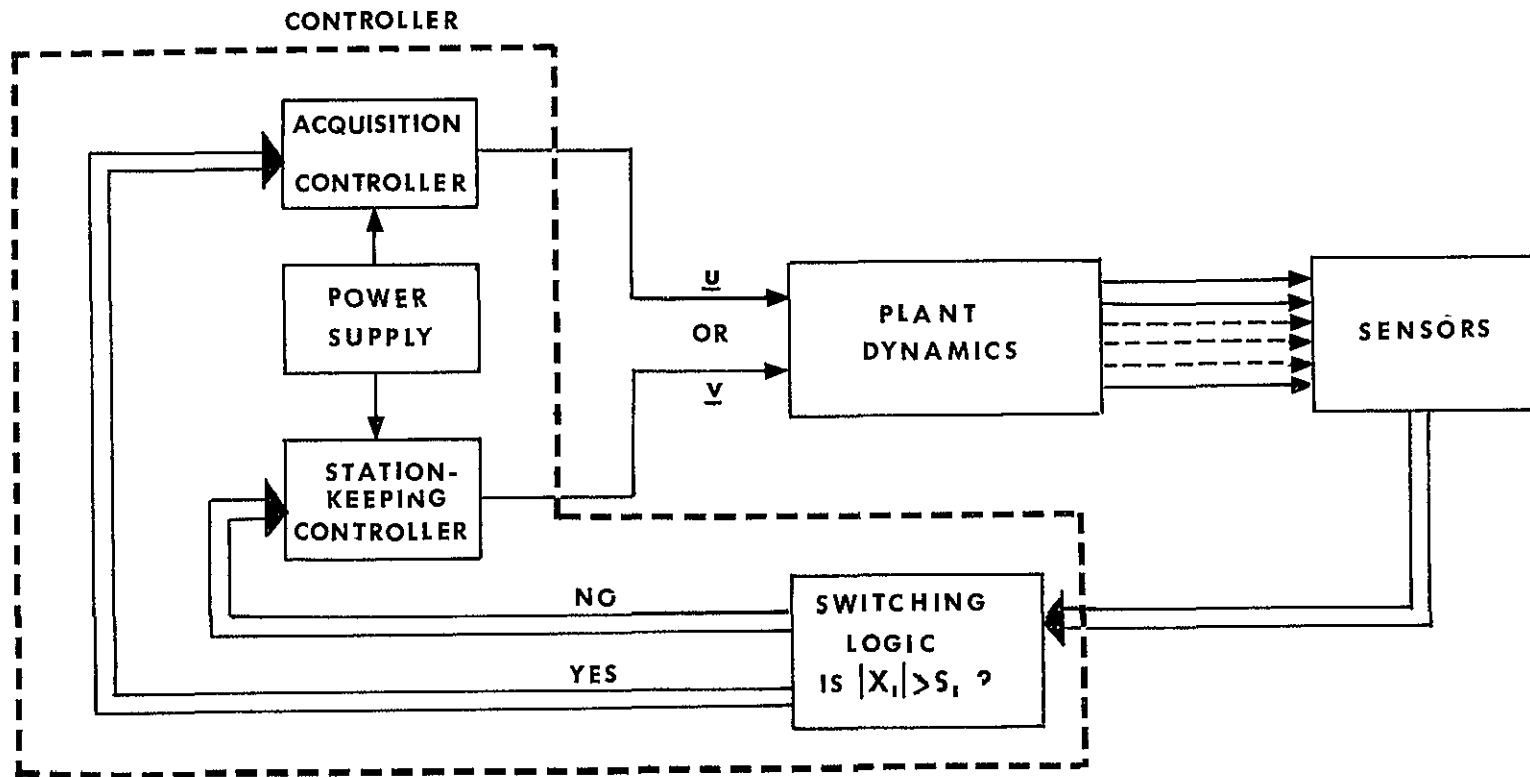 CONTROLLER
ACQUISITION
CONTROLLER
POWER
SUPPLY
STATION-
KEEPING
CONTROLLER
U
OR
V
PLANT
DYNAMICS
SENSORS
NO
YES
SWITCHING
LOGIC
IS |X₁|>S₁ ?